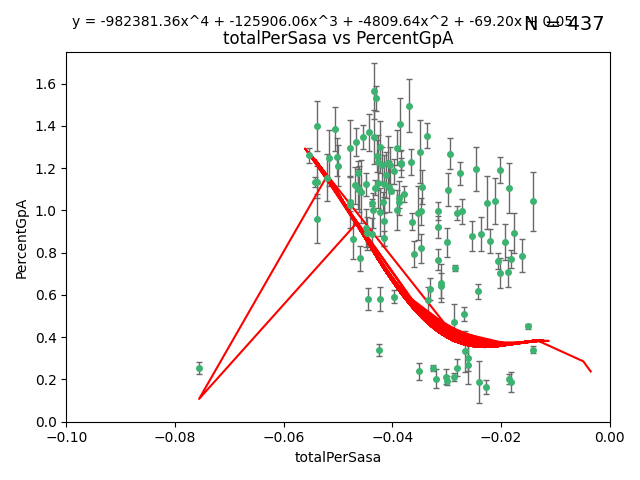 y = -982381.36x^4 + -125906.06x^3 + -4809.64x^2 + -69.20x + 0.05
N = 437
totalPerSasa vs PercentGpA
PercentGpA
1.6
1.4
1.2
1.0
0.8
0.6
0.4
0.2
0.0
−0.10 −0.08 −0.06 −0.04 −0.02 0.00
totalPerSasa